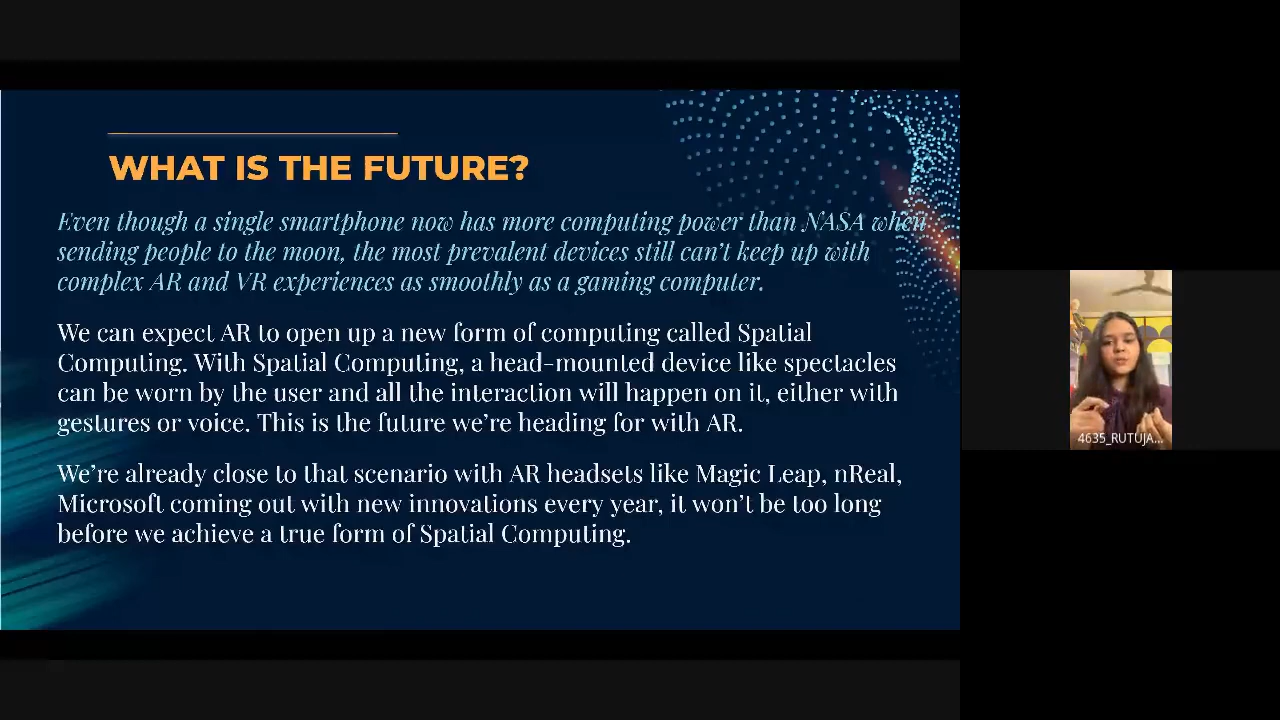 WHAT IS THE FUTURE?
Even though a single smartphone now has more computing power than NASA when
sending people to the moon, the most prevalent devices still can't keep up with
complex AR and VR experiences as smoothly as a gaming computer.
We can expect AR to open up a new form of computing called Spatial
Computing. With Spatial Computing, a head-mounted device like spectacles
can be worn by the user and all the interaction will happen on it, either with
gestures or voice. This is the future we're heading for with AR.
We're already close to that scenario with AR headsets like Magic Leap, nReal,
Microsoft coming out with new innovations every year, it won't be too long
before we achieve a true form of Spatial Computing.
4635_RUTUJA...